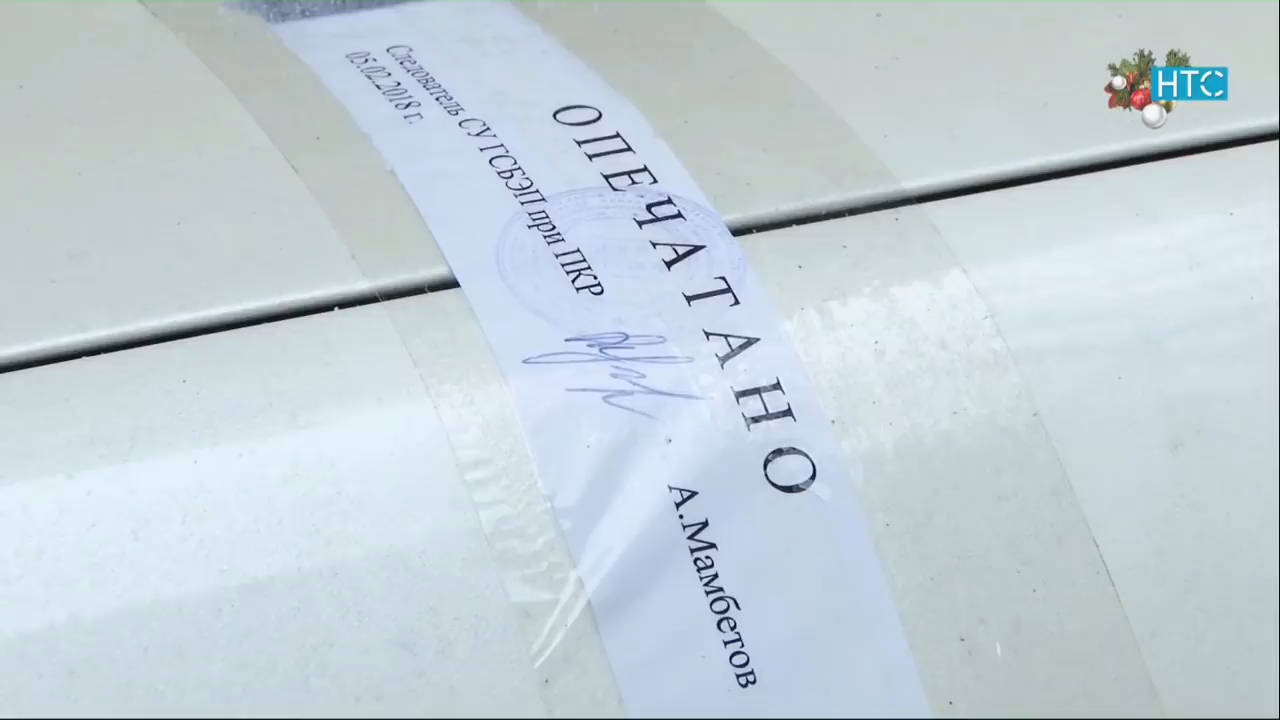 ОПЕЧАТАНО
Следователь СУ ГСБЭП при ПКР
А.Мамбетов
05.02.2018 г.
НТС